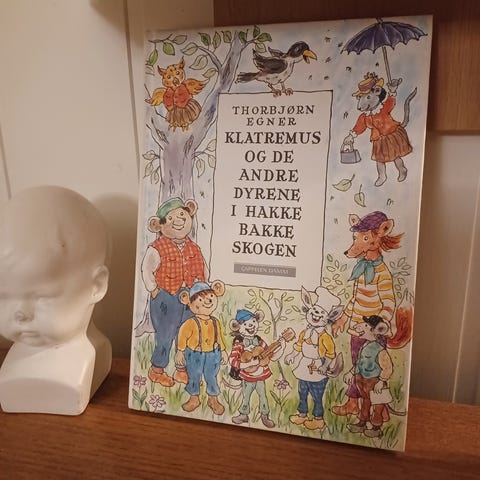 THORBJØRN
EGNER
KLATREMUS
OG DE
ANDRE
DYRENE
I HAKKE
BAKKE
SKOGEN
CAPPELEN DAMM